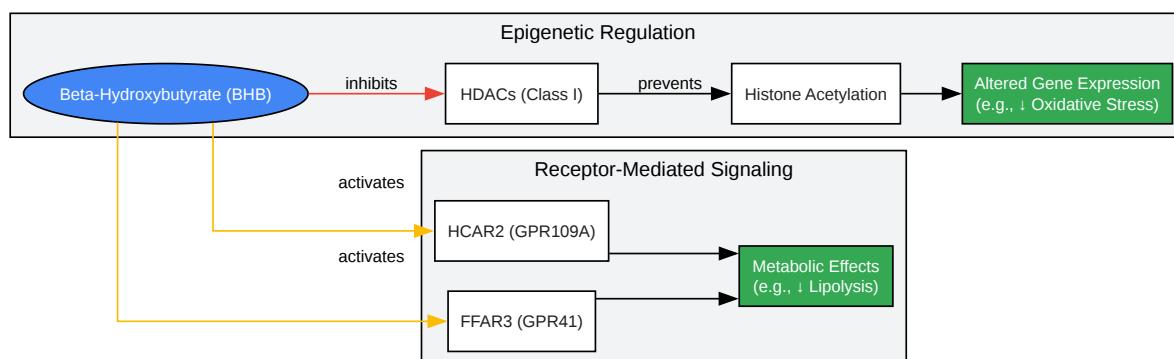 Epigenetic Regulation
Beta-Hydroxybutyrate (BHB)
inhibits
HDACs (Class I)
prevents
Histone Acetylation
Altered Gene Expression
(e.g., ↓ Oxidative Stress)
Receptor-Mediated Signaling
activates
HCAR2 (GPR109A)
activates
Metabolic Effects
(e.g., ↓ Lipolysis)
FFAR3 (GPR41)